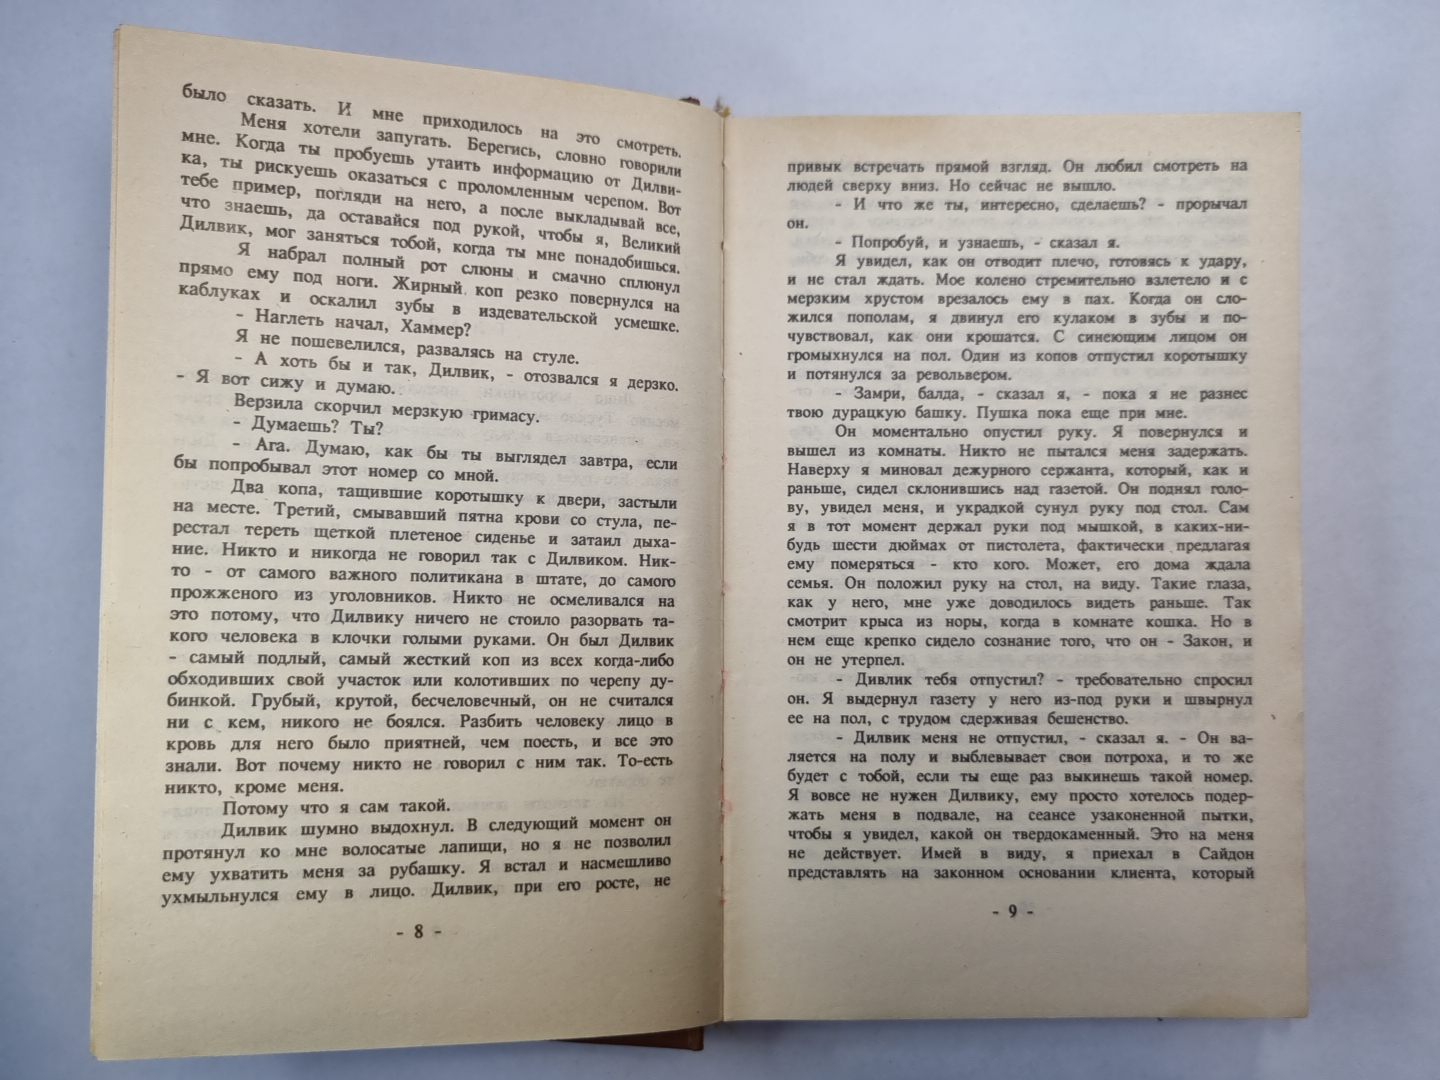 было сказать. И мне приходилось на это смотреть.
Меня хотели запугать. Берегись, словно говорили
мне. Когда ты пробуешь утаить информацию от Дилви-
ка, ты рискуешь оказаться с проломленным черепом. Вот
тебе пример, погляди на него, а после выкладывай все,
что знаешь, да оставайся под рукой, чтобы я, Великий
Дилвик, мог заняться тобой, когда ты мне понадобишься.
Я набрал полный рот слюны и смачно сплюнул
прямо ему под ноги. Жирный коп резко повернулся на
каблуках и оскалил зубы в издевательской усмешке.
- Наглеть начал, Хаммер?
Я не пошевелился, развалясь на стуле.
- А хоть бы и так, Дилвик, - отозвался я дерзко.
- Я вот сижу и думаю.
Верзила скорчил мерзкую гримасу.
- Думаешь? Ты?
- Ага. Думаю, как бы ты выглядел завтра, если
бы попробывал этот номер со мной.
Два копа, тащившие коротышку к двери, застыли
на месте. Третий, смывавший пятна крови со стула, пе-
рестал тереть щеткой плетеное сиденье и затаил дыха-
ние. Никто и никогда не говорил так с Дилвиком. Ник-
то - от самого важного политикана в штате, до самого
прожженого из уголовников. Никто не осмеливался на
это потому, что Дилвику ничего не стоило разорвать та-
кого человека в клочки голыми руками. Он был Дилвик
- самый подлый, самый жесткий коп из всех когда-либо
обходивших свой участок или колотивших по черепу ду-
бинкой. Грубый, крутой, бесчеловечный, он не считался
ни с кем, никого не боялся. Разбить человеку лицо в
кровь для него было приятней, чем поесть, и все это
знали. Вот почему никто не говорил с ним так. То-есть
никто, кроме меня.
Потому что я сам такой.
Дилвик шумно выдохнул. В следующий момент он
протянул ко мне волосатые лапищи, но я не позволил
ему ухватить меня за рубашку. Я встал и насмешливо
ухмыльнулся ему в лицо. Дилвик, при его росте, не
- 8 -
привык встречать прямой взгляд. Он любил смотреть на
людей сверху вниз. Но сейчас не вышло.
- И что же ты, интересно, сделаешь? - прорычал
он.
- Попробуй, и узнаешь, - сказал я.
Я увидел, как он отводит плечо, готовясь к удару,
и не стал ждать. Мое колено стремительно взлетело и с
мерзким хрустом врезалось ему в пах. Когда он сло-
жился пополам, я двинул его кулаком в зубы и по-
чувствовал, как они крошатся. С синеющим лицом он
громыхнулся на пол. Один из копов отпустил коротышку
и потянулся за револьвером.
- Замри, балда, - сказал я, - пока я не разнес
твою дурацкую башку. Пушка пока еще при мне.
Он моментально опустил руку. Я повернулся и
вышел из комнаты. Никто не пытался меня задержать.
Наверху я миновал дежурного сержанта, который, как и
раньше, сидел склонившись над газетой. Он поднял голо-
ву, увидел меня, и украдкой сунул руку под стол. Сам
я в тот момент держал руки под мышкой, в каких-ни-
будь шести дюймах от пистолета, фактически предлагая
ему померяться - кто кого. Может, его дома ждала
семья. Он положил руку на стол, на виду. Такие глаза,
как у него, мне уже доводилось видеть раньше. Так
смотрит крыса из норы, когда в комнате кошка. Но в
нем еще крепко сидело сознание того, что он - Закон, и
он не утерпел.
- Дивлик тебя отпустил? - требовательно спросил
он. Я выдернул газету у него из-под руки и швырнул
ее на пол, с трудом сдерживая бешенство.
- Дилвик меня не отпустил, - сказал я. - Он ва-
ляется на полу и выблевывает свои потроха, и то же
будет с тобой, если ты еще раз выкинешь такой номер.
Я вовсе не нужен Дилвику, ему просто хотелось подер-
жать меня в подвале, на сеансе узаконенной пытки,
чтобы я увидел, какой он твердокаменный. Это на меня
не действует. Имей в виду, я приехал в Сайдон
представлять на законном основании клиента, который
- 9 -